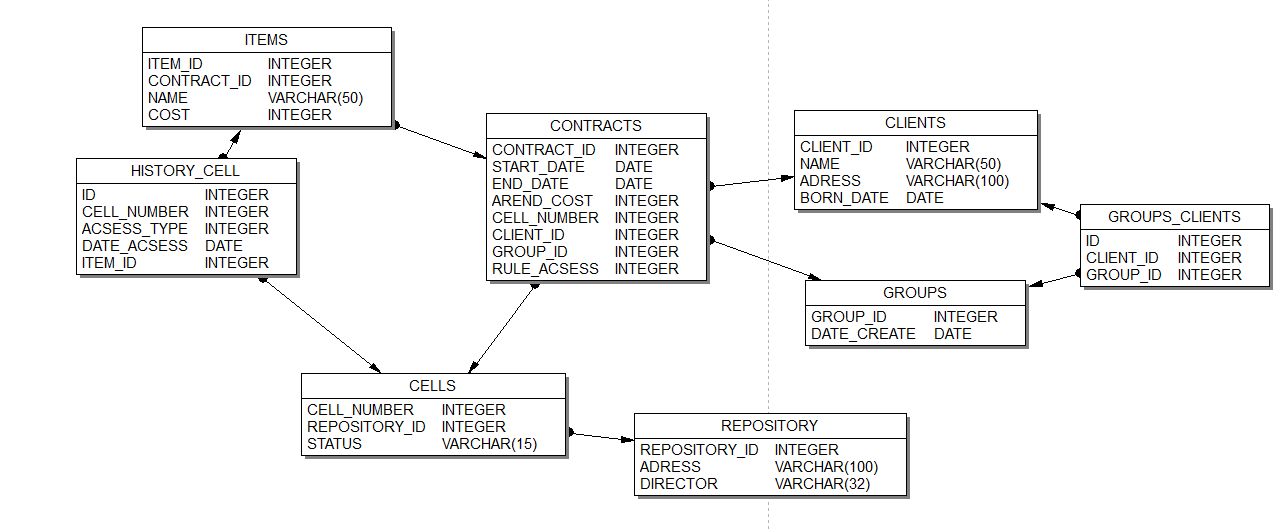 ITEMS
ITEM_ID INTEGER
CONTRACT_ID INTEGER
NAME VARCHAR(50)
COST INTEGER
HISTORY_CELL
ID INTEGER
CELL_NUMBER INTEGER
ACSESS_TYPE INTEGER
DATE_ACSESS DATE
ITEM_ID INTEGER
CONTRACTS
CONTRACT_ID INTEGER
START_DATE DATE
END_DATE DATE
AREND_COST INTEGER
CELL_NUMBER INTEGER
CLIENT_ID INTEGER
GROUP_ID INTEGER
RULE_ACSESS INTEGER
CLIENTS
CLIENT_ID INTEGER
NAME VARCHAR(50)
ADRESS VARCHAR(100)
BORN_DATE DATE
GROUPS_CLIENTS
ID INTEGER
CLIENT_ID INTEGER
GROUP_ID INTEGER
GROUPS
GROUP_ID INTEGER
DATE_CREATE DATE
CELLS
CELL_NUMBER INTEGER
REPOSITORY_ID INTEGER
STATUS VARCHAR(15)
REPOSITORY
REPOSITORY_ID INTEGER
ADRESS VARCHAR(100)
DIRECTOR VARCHAR(32)